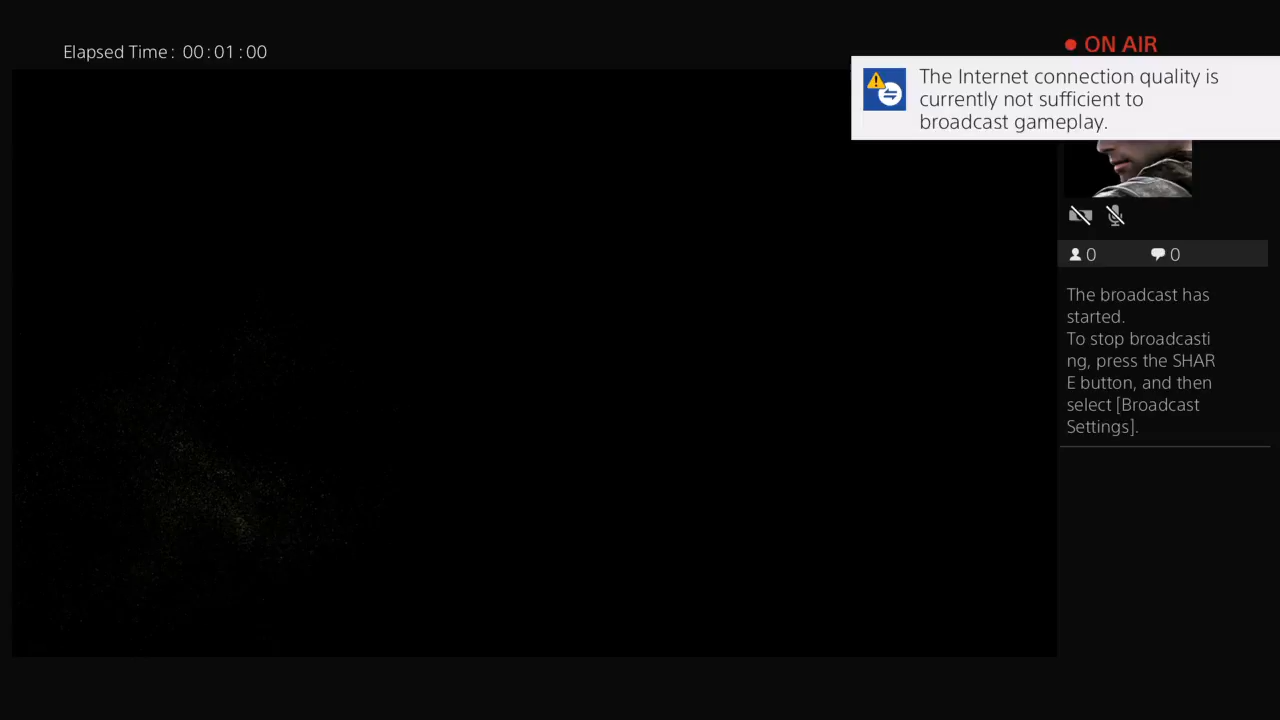 Elapsed Time: 00:01:00
ON AIR
The Internet connection quality is
currently not sufficient to
broadcast gameplay.
0
0
The broadcast has
started.
To stop broadcasti
ng, press the SHAR
E button, and then
select [Broadcast
Settings].